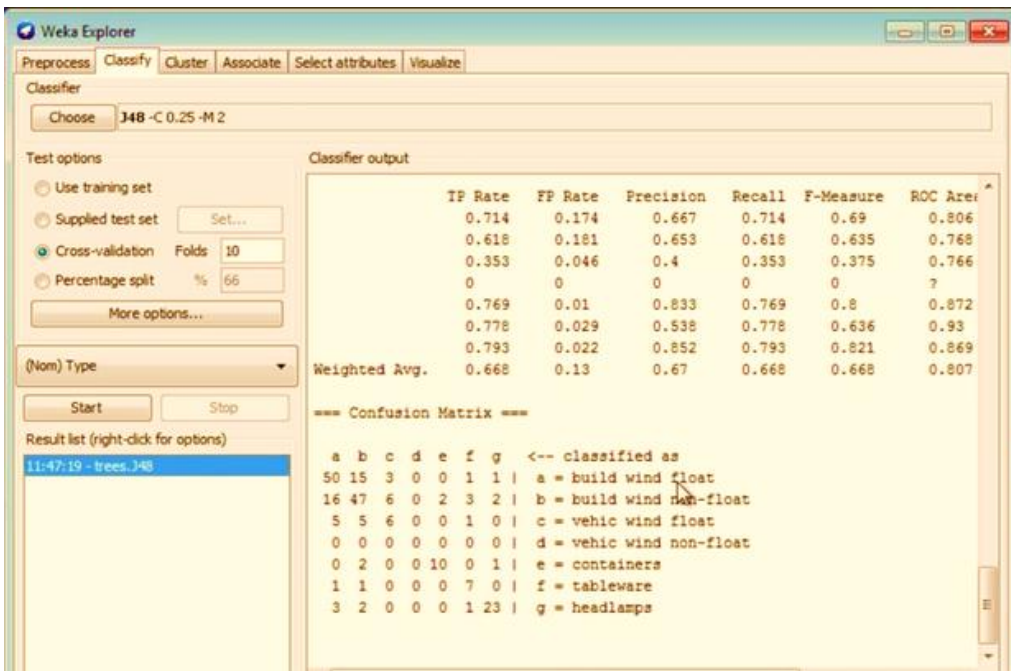 Weka Explorer
Preprocess Classify Cluster Associate Select attributes Visualize
Classifier
Choose J48 -C 0.25 -M 2
Test options
Use training set
Supplied test set Set...
Cross-validation Folds 10
Percentage split % 66
More options...
(Nom) Type
Start Stop
Result list (right-click for options)
11:47:19 - trees.J48
Classifier output
TP Rate FP Rate Precision Recall F-Measure ROC Area
0.714 0.174 0.667 0.714 0.69 0.806
0.618 0.181 0.653 0.618 0.635 0.768
0.353 0.046 0.4 0.353 0.375 0.766
0 0 0 0 0 ?
0.769 0.01 0.833 0.769 0.8 0.872
0.778 0.029 0.538 0.778 0.636 0.93
0.793 0.022 0.852 0.793 0.821 0.869
Weighted Avg. 0.668 0.13 0.67 0.668 0.668 0.807
=== Confusion Matrix ===
a b c d e f g <-- classified as
50 15 3 0 0 1 1 | a = build wind float
16 47 6 0 2 3 2 | b = build wind non-float
5 5 6 0 0 1 0 | c = vehic wind float
0 0 0 0 0 0 0 | d = vehic wind non-float
0 2 0 0 10 0 1 | e = containers
1 1 0 0 0 7 0 | f = tableware
3 2 0 0 0 1 23 | g = headlamps